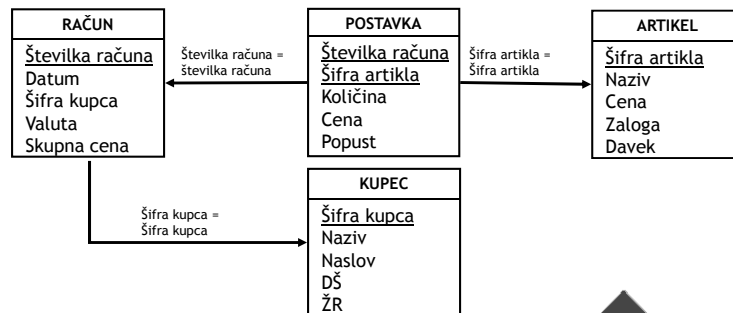 RAČUN
Številka računa
Datum
Šifra kupca
Valuta
Skupna cena
Številka računa =
številka računa
POSTAVKA
Številka računa
Šifra artikla
Količina
Cena
Popust
Šifra artikla =
Šifra artikla
ARTIKEL
Šifra artikla
Naziv
Cena
Zaloga
Davek
Šifra kupca =
Šifra kupca
KUPEC
Šifra kupca
Naziv
Naslov
DŠ
ŽR